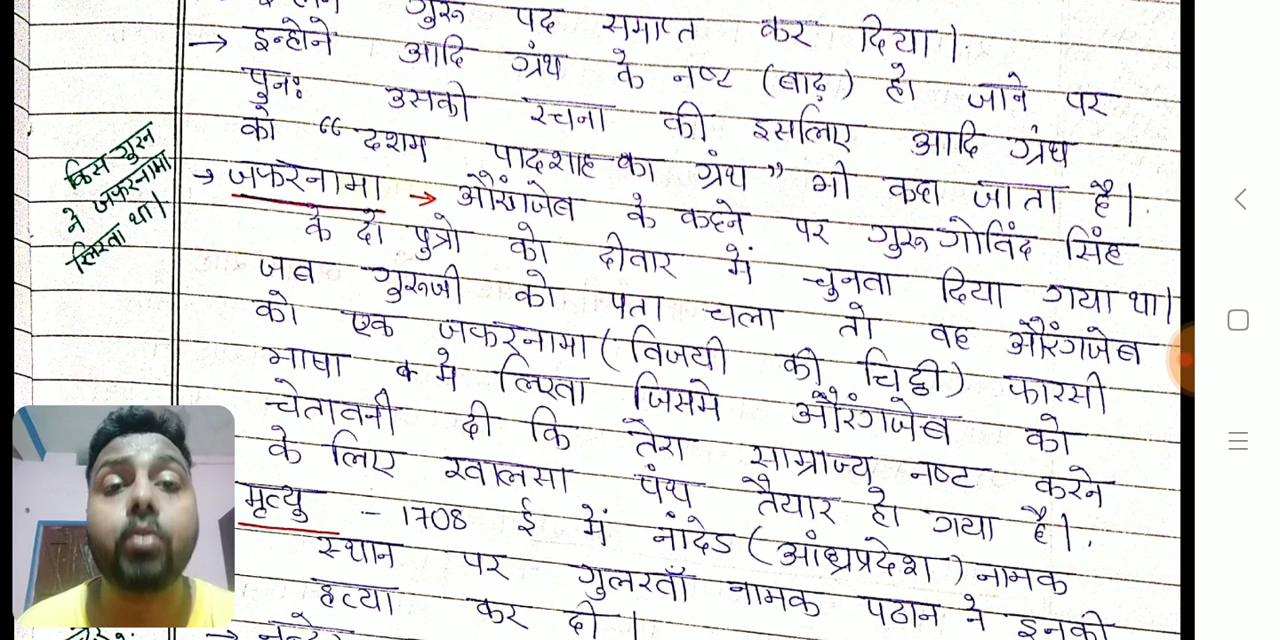 गुरु पद समाप्त कर दिया।
→ इन्होने आदि ग्रंथ के नष्ट (बाढ़) हो जाने पर
पुनः उसकी रचना की इसलिए आदि ग्रंथ
को “दशम पादशाह का ग्रंथ” भी कहा जाता है।
→ जफरनामा → औरंगजेब के कहने पर गुरु गोविंद सिंह
के दो पुत्रो को दीवार में चुनवा दिया गया था।
जब गुरुजी को पता चला तो वह औरंगजेब
को एक जफरनामा (विजयी की चिट्ठी) फारसी
भाषा मे लिखा जिसमे औरंगजेब को
चेतावनी दी कि तेरा साम्राज्य नष्ट करने
के लिए खालसा पंथ तैयार हो गया है।
मृत्यु - 1708 ई में नांदेड (आंध्रप्रदेश) नामक
स्थान पर गुलखाँ नामक पठान ने इनकी
हत्या कर दी।
किस गुरु
ने जफरनामा
लिखा था।